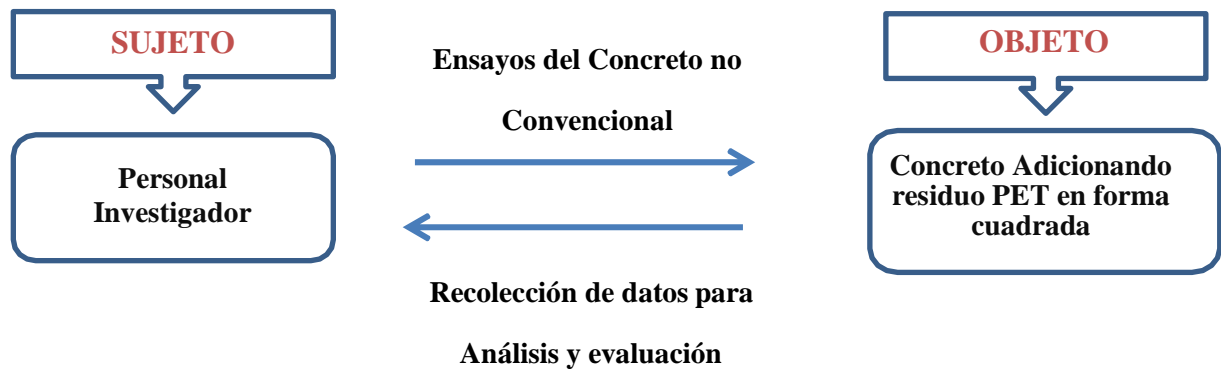 SUJETO
Personal
Investigador
Ensayos del Concreto no
Convencional
Recolección de datos para
Análisis y evaluación
OBJETO
Concreto Adicionando
residuo PET en forma
cuadrada